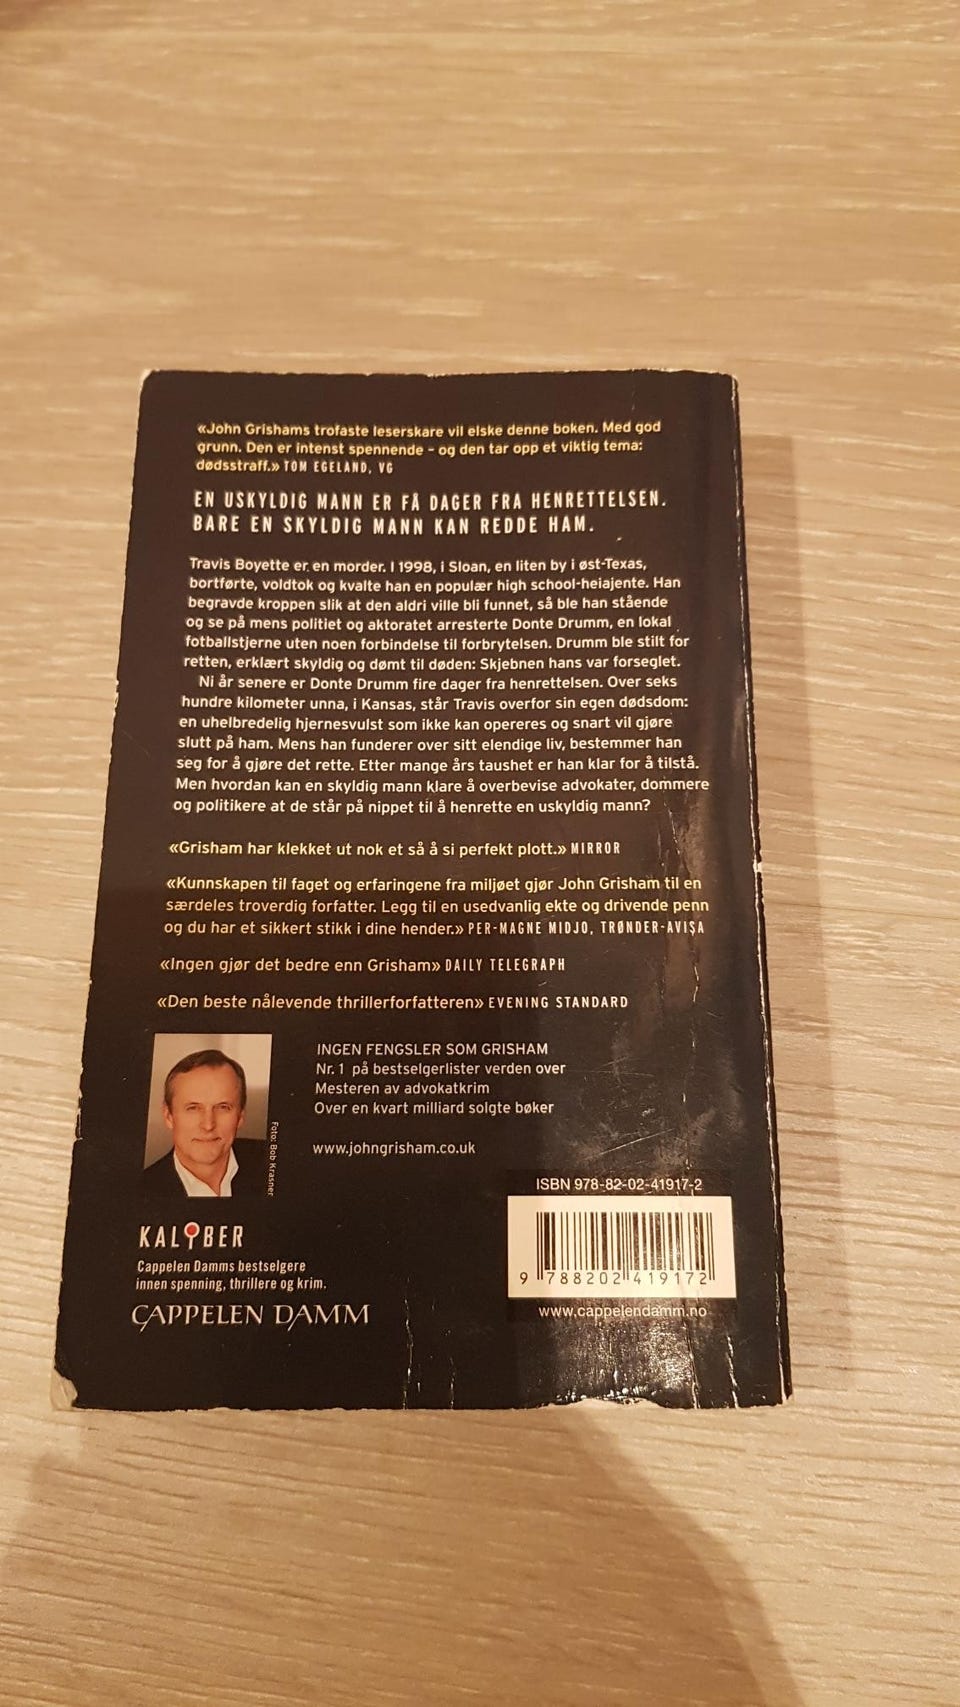 «John Grishams trofaste leserskare vil elske denne boken. Med god
grunn. Den er intenst spennende – og den tar opp et viktig tema:
dødsstraff.» TOM EGELAND, VG
EN USKYLDIG MANN ER FÅ DAGER FRA HENRETTELSEN.
BARE EN SKYLDIG MANN KAN REDDE HAM.
Travis Boyette er en morder. I 1998, i Sloan, en liten by i øst-Texas,
bortførte, voldtok og kvalte han en populær high school-heiajente. Han
begravde kroppen slik at den aldri ville bli funnet, så ble han stående
og se på mens politiet og aktoratet arresterte Donte Drumm, en lokal
fotballstjerne uten noen forbindelse til forbrytelsen. Drumm ble stilt for
retten, erklært skyldig og dømt til døden: Skjebnen hans var forseglet.
Ni år senere er Donte Drumm fire dager fra henrettelsen. Over seks
hundre kilometer unna, i Kansas, står Travis overfor sin egen dødsdom:
en uhelbredelig hjernesvulst som ikke kan opereres og snart vil gjøre
slutt på ham. Mens han funderer over sitt elendige liv, bestemmer han
seg for å gjøre det rette. Etter mange års taushet er han klar for å tilstå.
Men hvordan kan en skyldig mann klare å overbevise advokater, dommere
og politikere at de står på nippet til å henrette en uskyldig mann?
«Grisham har klekket ut nok et så å si perfekt plott.» MIRROR
«Kunnskapen til faget og erfaringene fra miljøet gjør John Grisham til en
særdeles troverdig forfatter. Legg til en usedvanlig ekte og drivende penn
og du har et sikkert stikk i dine hender.» PER-MAGNE MIDJO, TRØNDER-AVISA
«Ingen gjør det bedre enn Grisham» DAILY TELEGRAPH
«Den beste nålevende thrillerforfatteren» EVENING STANDARD
INGEN FENGSLER SOM GRISHAM
Nr. 1 på bestselgerlister verden over
Mesteren av advokatkrim
Over en kvart milliard solgte bøker
www.johngrisham.co.uk
Foto: Bob Krasner
ISBN 978-82-02-41917-2
9 788202 419172
www.cappelendamm.no
KALIBER
Cappelen Damms bestselgere
innen spenning, thrillere og krim.
CAPPELEN DAMM